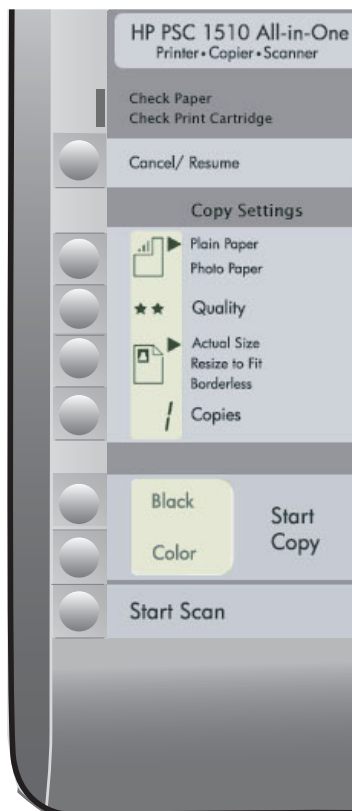 HP PSC 1510 All-in-One
Printer • Copier • Scanner
Check Paper
Check Print Cartridge
Cancel/ Resume
Copy Settings
Plain Paper
Photo Paper
Quality
Actual Size
Resize to Fit
Borderless
1 Copies
Black
Color
Start
Copy
Start Scan